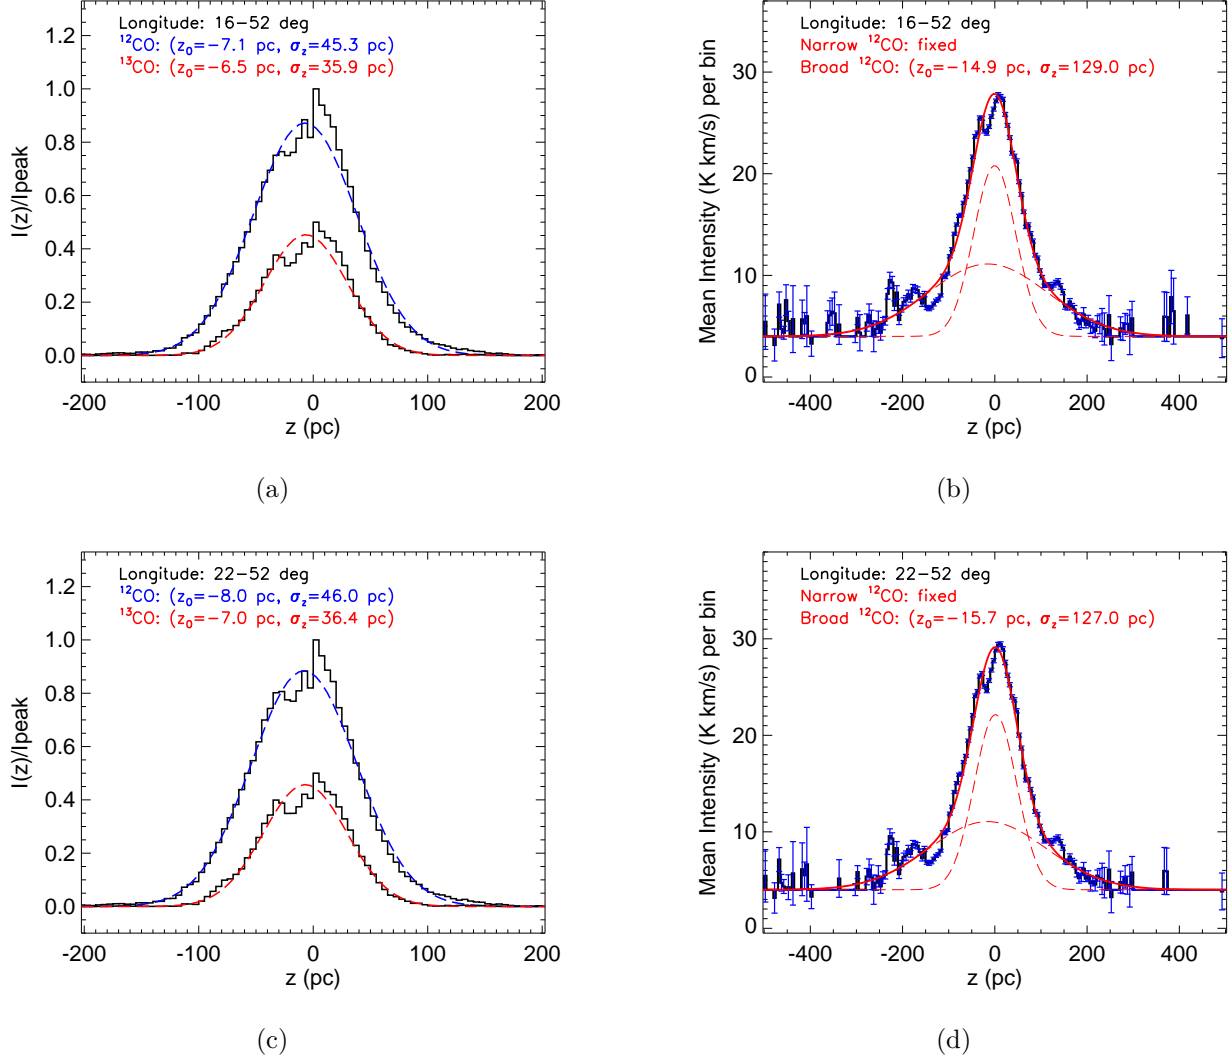 Longitude: 16−52 deg
¹²CO: (z₀=−7.1 pc, σ_z=45.3 pc)
¹³CO: (z₀=−6.5 pc, σ_z=35.9 pc)
I(z)/Ipeak
1.2
1.0
0.8
0.6
0.4
0.2
0.0
-200 -100 0 100 200
z (pc)
(a)
Longitude: 16−52 deg
Narrow ¹²CO: fixed
Broad ¹²CO: (z₀=−14.9 pc, σ_z=129.0 pc)
Mean Intensity (K km/s) per bin
30
20
10
0
-400 -200 0 200 400
z (pc)
(b)
Longitude: 22−52 deg
¹²CO: (z₀=−8.0 pc, σ_z=46.0 pc)
¹³CO: (z₀=−7.0 pc, σ_z=36.4 pc)
I(z)/Ipeak
1.2
1.0
0.8
0.6
0.4
0.2
0.0
-200 -100 0 100 200
z (pc)
(c)
Longitude: 22−52 deg
Narrow ¹²CO: fixed
Broad ¹²CO: (z₀=−15.7 pc, σ_z=127.0 pc)
Mean Intensity (K km/s) per bin
30
20
10
0
-400 -200 0 200 400
z (pc)
(d)